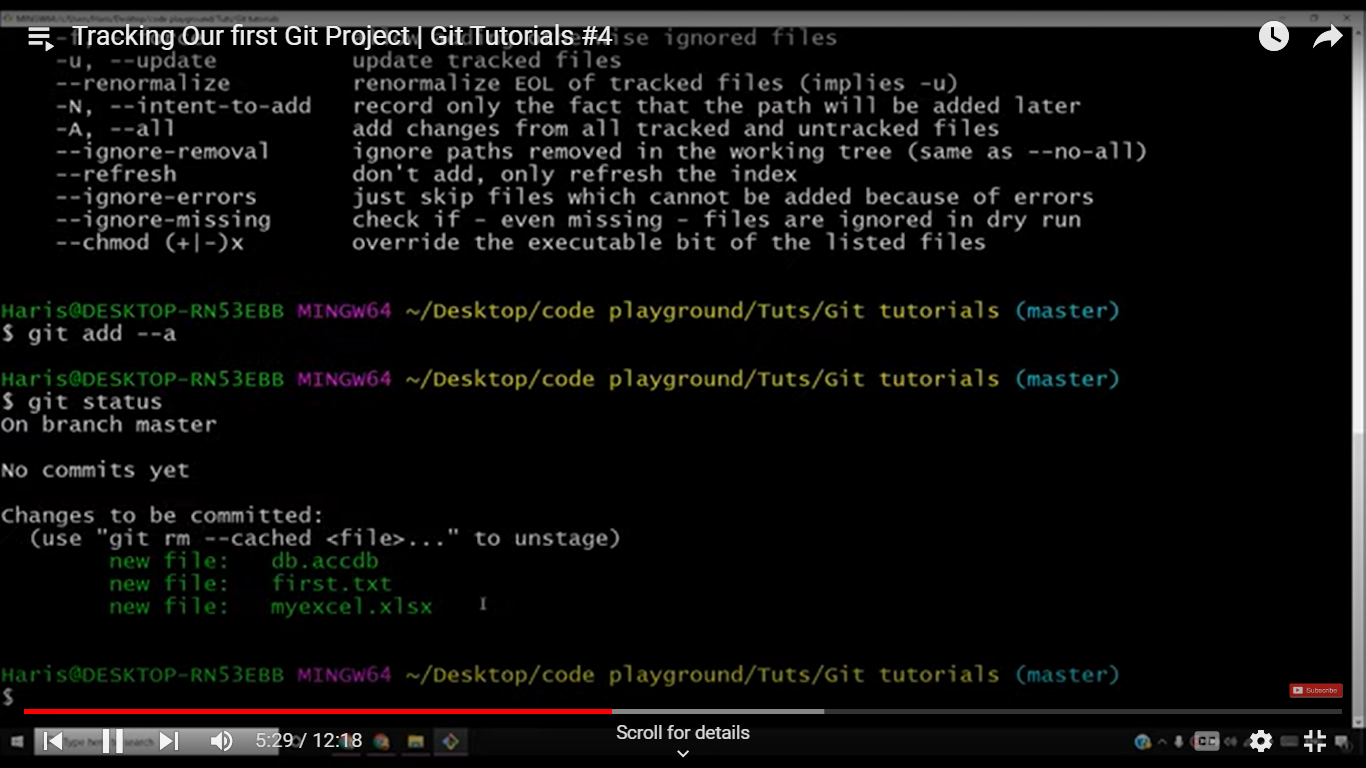 Tracking Our first Git Project | Git Tutorials #4
ise ignored files
-u, --update update tracked files
--renormalize renormalize EOL of tracked files (implies -u)
-N, --intent-to-add record only the fact that the path will be added later
-A, --all add changes from all tracked and untracked files
--ignore-removal ignore paths removed in the working tree (same as --no-all)
--refresh don't add, only refresh the index
--ignore-errors just skip files which cannot be added because of errors
--ignore-missing check if - even missing - files are ignored in dry run
--chmod (+|-)x override the executable bit of the listed files
Haris@DESKTOP-RN53EBB MINGW64 ~/Desktop/code playground/Tuts/Git tutorials (master)
$ git add --a
Haris@DESKTOP-RN53EBB MINGW64 ~/Desktop/code playground/Tuts/Git tutorials (master)
$ git status
On branch master
No commits yet
Changes to be committed:
(use "git rm --cached <file>..." to unstage)
new file: db.accdb
new file: first.txt
new file: myexcel.xlsx
Haris@DESKTOP-RN53EBB MINGW64 ~/Desktop/code playground/Tuts/Git tutorials (master)
$
Subscribe
Scroll for details
5:29 / 12:18
CC